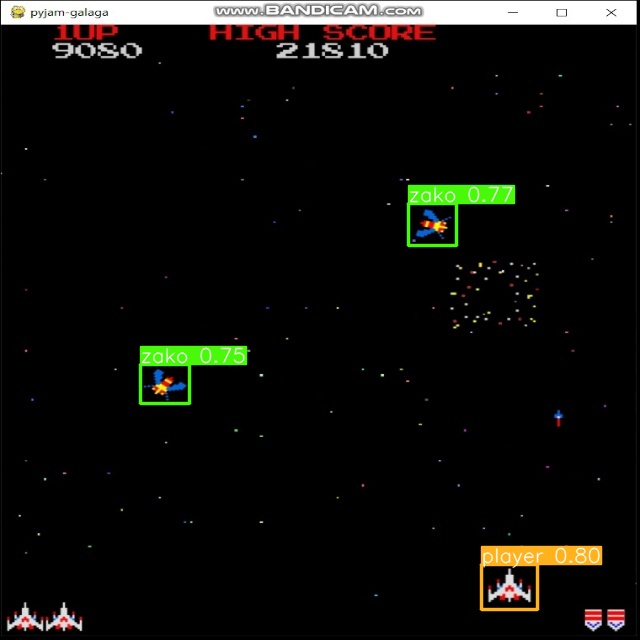 pyjam-galaga
www.BANDICAM.com
1UP HIGH SCORE
9080 21810
zako 0.77
zako 0.75
player 0.80